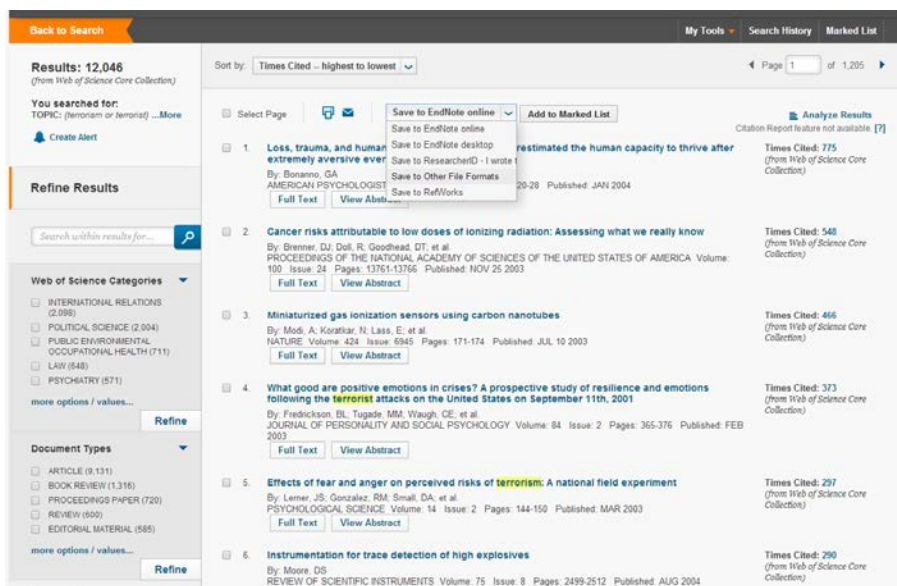 Back to Search
My Tools
Search History
Marked List
Results: 12,046
(from Web of Science Core Collection)
You searched for:
TOPIC: (terrorism or terrorist) ...More
Create Alert
Refine Results
Search within results for...
Web of Science Categories
INTERNATIONAL RELATIONS
(2,098)
POLITICAL SCIENCE (2,004)
PUBLIC ENVIRONMENTAL
OCCUPATIONAL HEALTH (711)
LAW (648)
PSYCHIATRY (571)
more options / values...
Refine
Document Types
ARTICLE (9,131)
BOOK REVIEW (1,316)
PROCEEDINGS PAPER (720)
REVIEW (600)
EDITORIAL MATERIAL (585)
more options / values...
Refine
Sort by: Times Cited -- highest to lowest
Page 1 of 1,205
Select Page
Save to EndNote online
Add to Marked List
Save to EndNote online
Save to EndNote desktop
Save to ResearcherID - I wrote t
Save to Other File Formats
Save to RefWorks
Analyze Results
Citation Report feature not available. [?]
1. Loss, trauma, and human restimated the human capacity to thrive after
extremely aversive ever
By: Bonanno, GA
AMERICAN PSYCHOLOGIST 20-28 Published: JAN 2004
Full Text View Abstract
Times Cited: 775
(from Web of Science Core
Collection)
2. Cancer risks attributable to low doses of ionizing radiation: Assessing what we really know
By: Brenner, DJ; Doll, R; Goodhead, DT; et al.
PROCEEDINGS OF THE NATIONAL ACADEMY OF SCIENCES OF THE UNITED STATES OF AMERICA Volume:
100 Issue: 24 Pages: 13761-13766 Published: NOV 25 2003
Full Text View Abstract
Times Cited: 548
(from Web of Science Core
Collection)
3. Miniaturized gas ionization sensors using carbon nanotubes
By: Modi, A; Koratkar, N; Lass, E; et al.
NATURE Volume: 424 Issue: 6945 Pages: 171-174 Published: JUL 10 2003
Full Text View Abstract
Times Cited: 466
(from Web of Science Core
Collection)
4. What good are positive emotions in crises? A prospective study of resilience and emotions
following the terrorist attacks on the United States on September 11th, 2001
By: Fredrickson, BL; Tugade, MM; Waugh, CE; et al.
JOURNAL OF PERSONALITY AND SOCIAL PSYCHOLOGY Volume: 84 Issue: 2 Pages: 365-376 Published: FEB
2003
Full Text View Abstract
Times Cited: 373
(from Web of Science Core
Collection)
5. Effects of fear and anger on perceived risks of terrorism: A national field experiment
By: Lerner, JS; Gonzalez, RM; Small, DA; et al.
PSYCHOLOGICAL SCIENCE Volume: 14 Issue: 2 Pages: 144-150 Published: MAR 2003
Full Text View Abstract
Times Cited: 297
(from Web of Science Core
Collection)
6. Instrumentation for trace detection of high explosives
By: Moore, DS
REVIEW OF SCIENTIFIC INSTRUMENTS Volume: 75 Issue: 8 Pages: 2499-2512 Published: AUG 2004
Times Cited: 290
(from Web of Science Core
Collection)